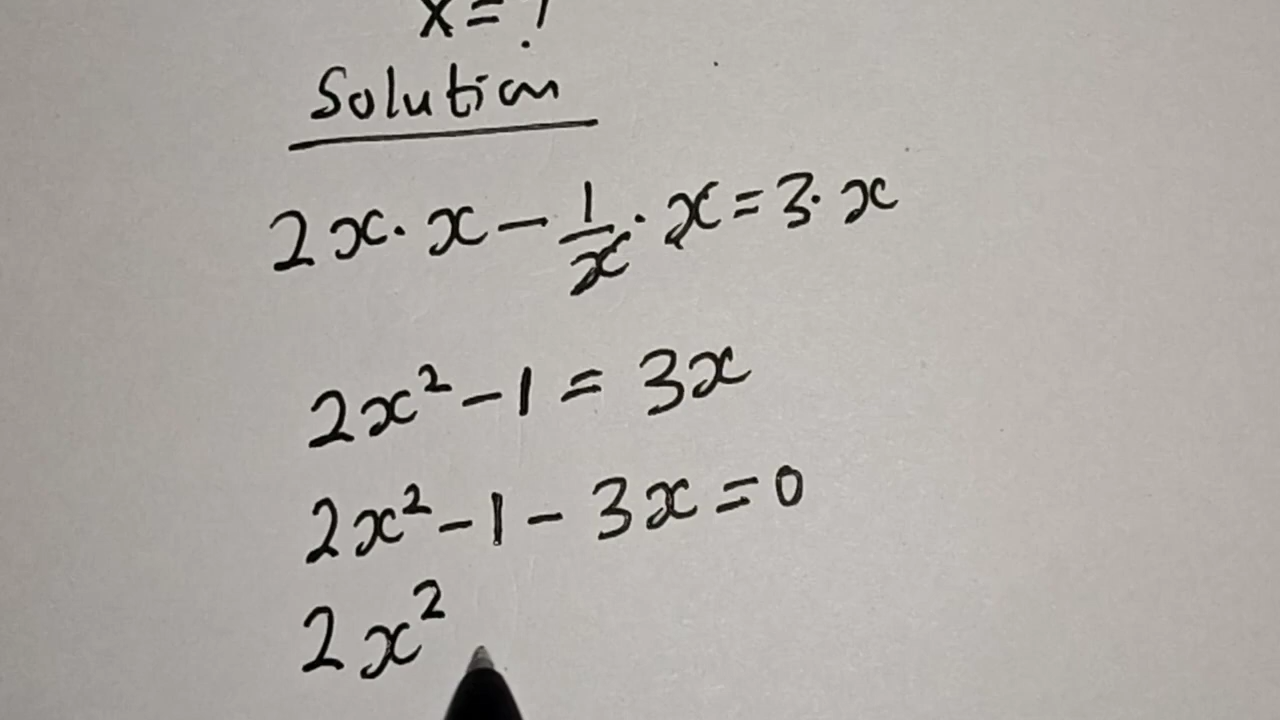 x = ?
Solution
2x · x − 1/x · x = 3 · x
2x² − 1 = 3x
2x² − 1 − 3x = 0
2x²